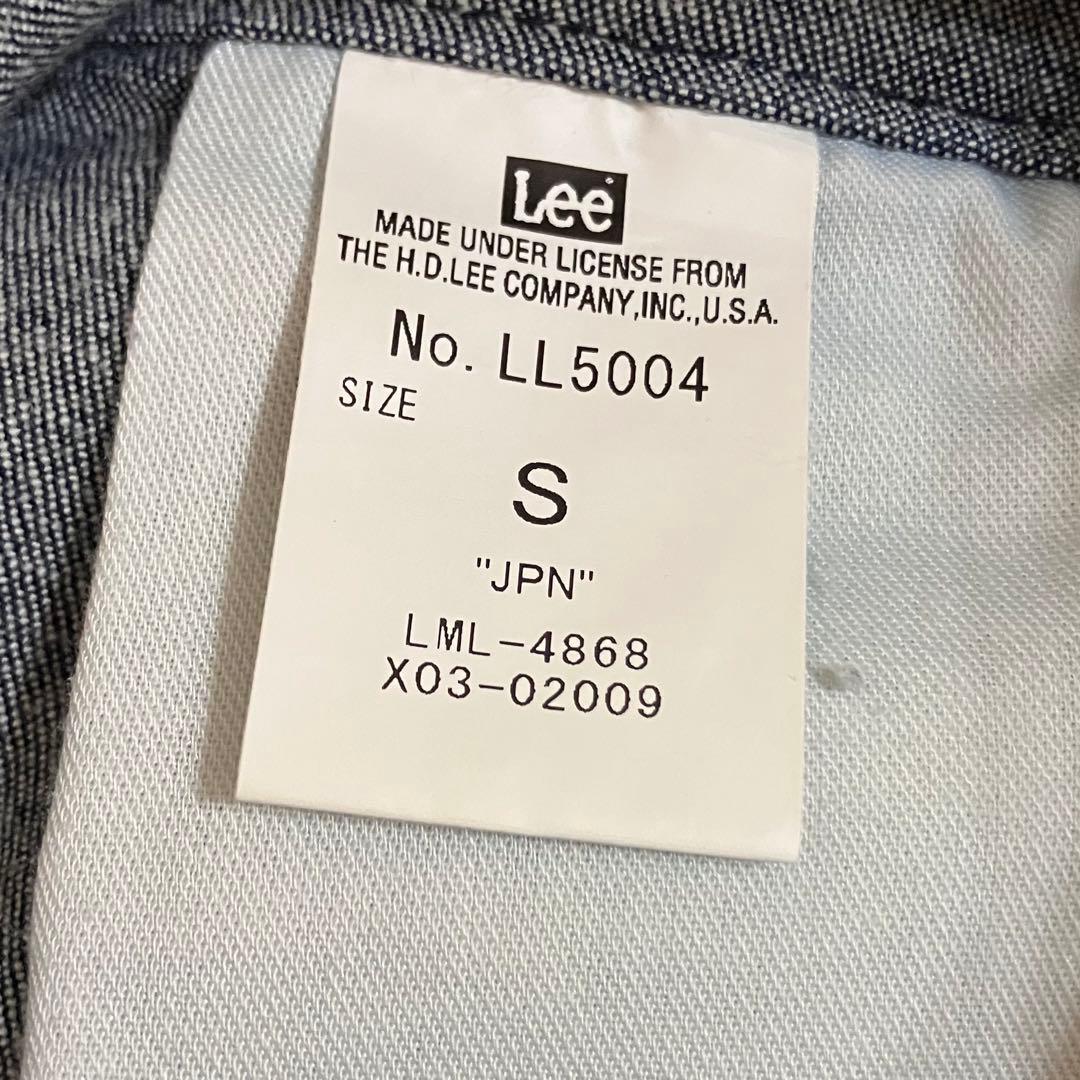 Lee
MADE UNDER LICENSE FROM
THE H.D.LEE COMPANY,INC.,U.S.A.
No. LL5004
SIZE
S
"JPN"
LML-4868
X03-02009